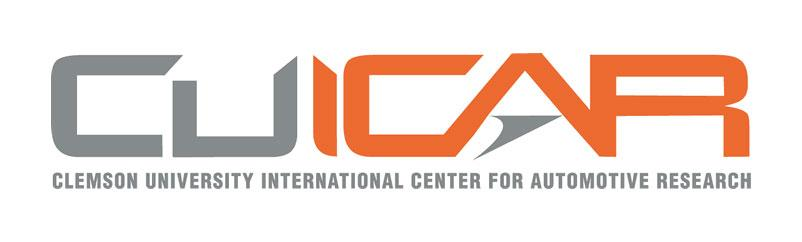 CUICAR
CLEMSON UNIVERSITY INTERNATIONAL CENTER FOR AUTOMOTIVE RESEARCH